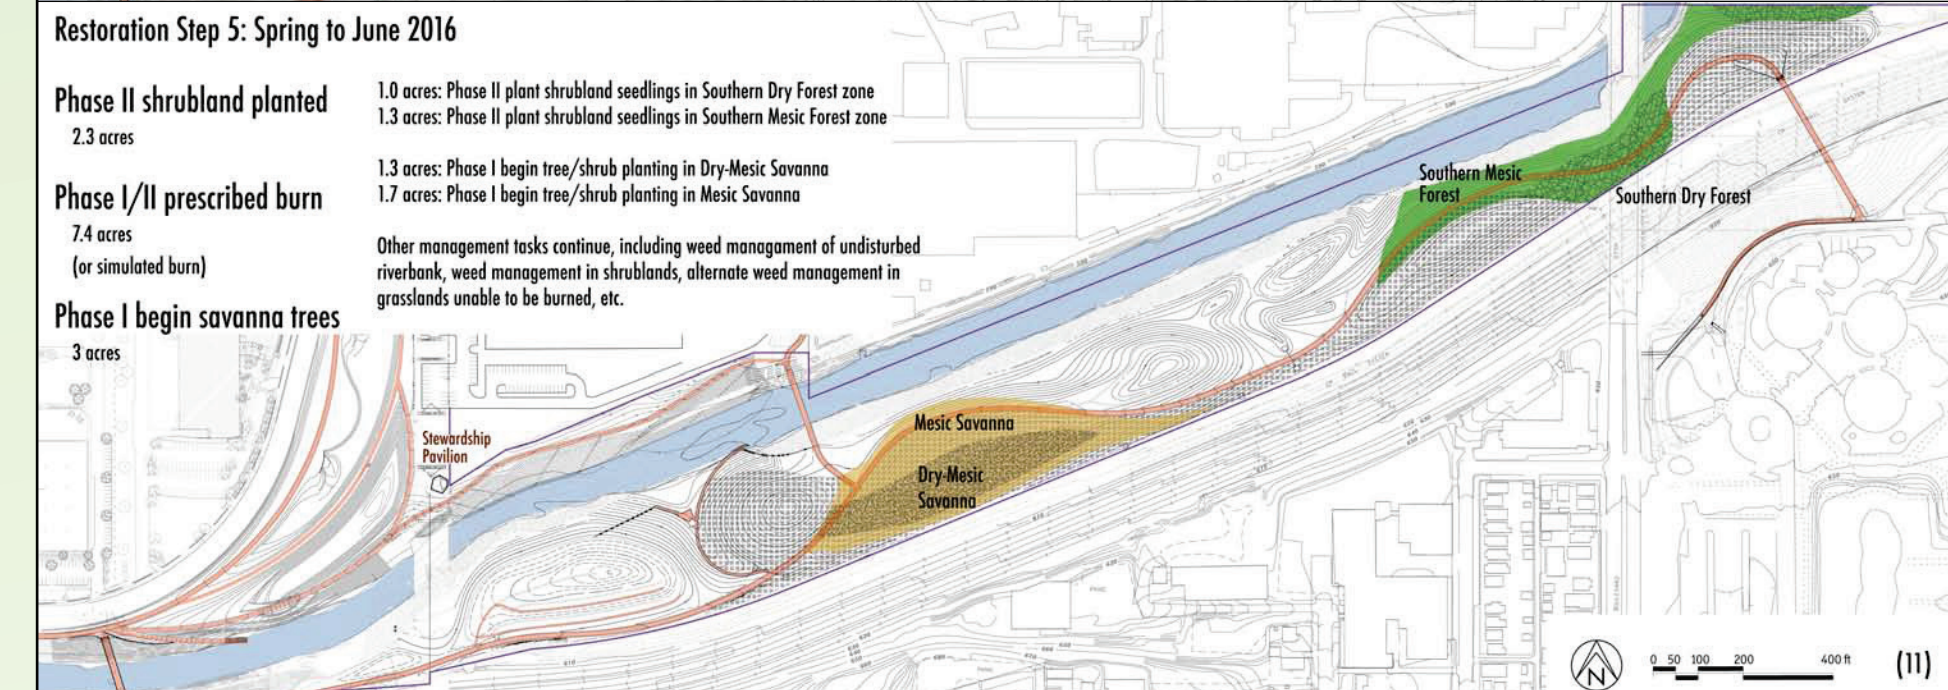 Restoration Step 5: Spring to June 2016
Phase II shrubland planted
2.3 acres
Phase I/II prescribed burn
7.4 acres
(or simulated burn)
Phase I begin savanna trees
3 acres
1.0 acres: Phase II plant shrubland seedlings in Southern Dry Forest zone
1.3 acres: Phase II plant shrubland seedlings in Southern Mesic Forest zone
1.3 acres: Phase I begin tree/shrub planting in Dry-Mesic Savanna
1.7 acres: Phase I begin tree/shrub planting in Mesic Savanna
Other management tasks continue, including weed managament of undisturbed
riverbank, weed management in shrublands, alternate weed management in
grasslands unable to be burned, etc.
Southern Mesic
Forest
Southern Dry Forest
Mesic Savanna
Dry-Mesic
Savanna
Stewardship
Pavilion
N
0 50 100 200 400 ft
(11)